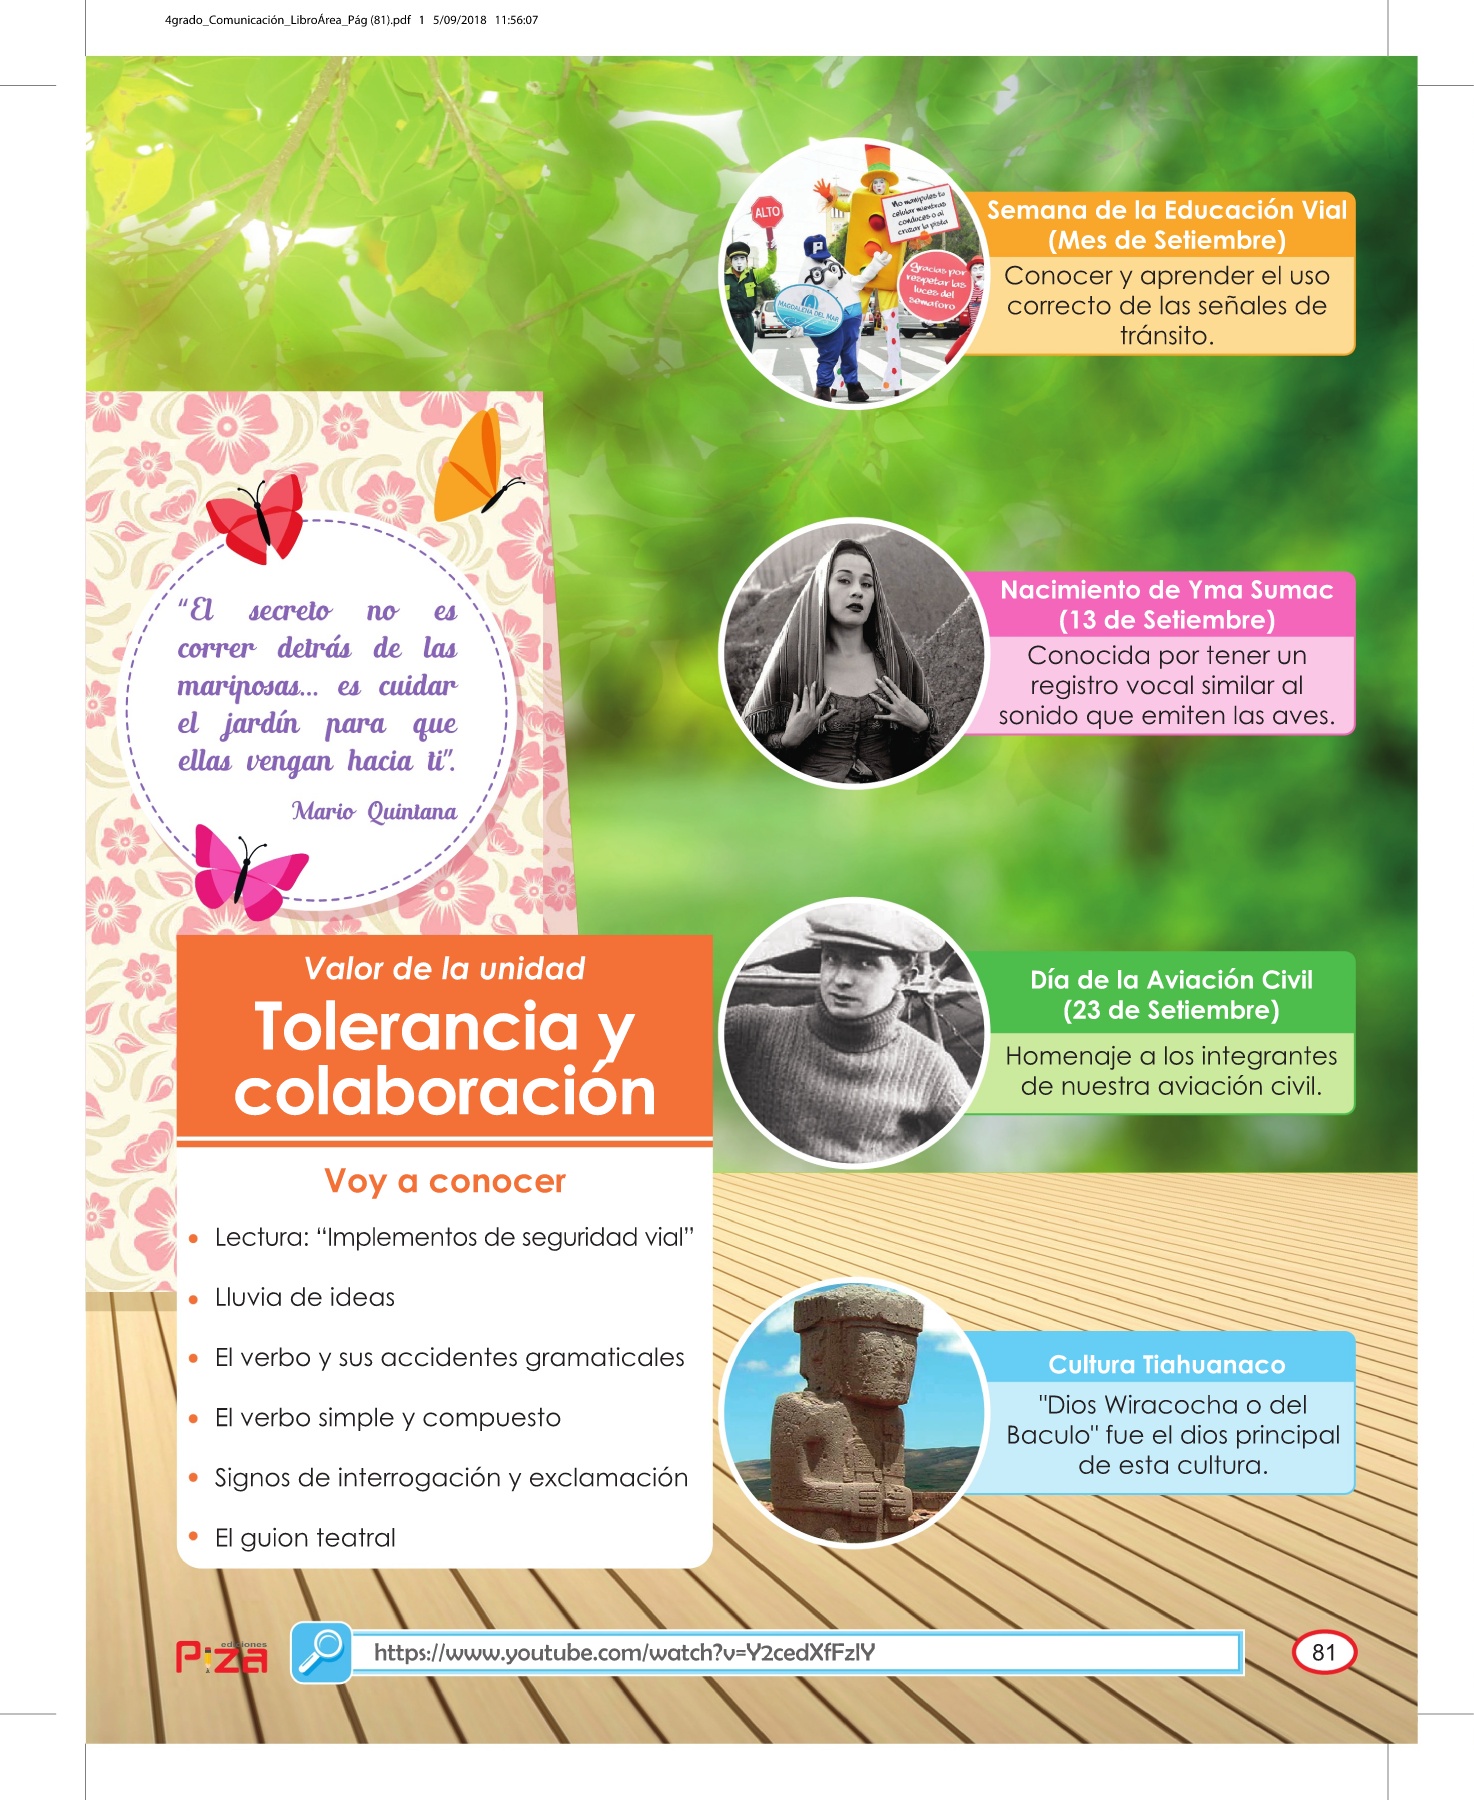 4grado_Comunicación_LibroÁrea_Pág (81).pdf 1 5/09/2018 11:56:07
ALTO
No manipules tu
celular mientras
conduces o al
cruzar la pista
P
Gracias por
respetar las
luces del
semáforo
MAGDALENA DEL MAR
Semana de la Educación Vial
(Mes de Setiembre)
Conocer y aprender el uso
correcto de las señales de
tránsito.
"El secreto no es
correr detrás de las
mariposas... es cuidar
el jardín para que
ellas vengan hacia ti".
Mario Quintana
Nacimiento de Yma Sumac
(13 de Setiembre)
Conocida por tener un
registro vocal similar al
sonido que emiten las aves.
Valor de la unidad
Tolerancia y
colaboración
Día de la Aviación Civil
(23 de Setiembre)
Homenaje a los integrantes
de nuestra aviación civil.
Voy a conocer
• Lectura: “Implementos de seguridad vial”
• Lluvia de ideas
• El verbo y sus accidentes gramaticales
• El verbo simple y compuesto
• Signos de interrogación y exclamación
• El guion teatral
Cultura Tiahuanaco
"Dios Wiracocha o del
Baculo" fue el dios principal
de esta cultura.
ediciones
Piza
https://www.youtube.com/watch?v=Y2cedXfFzlY
81